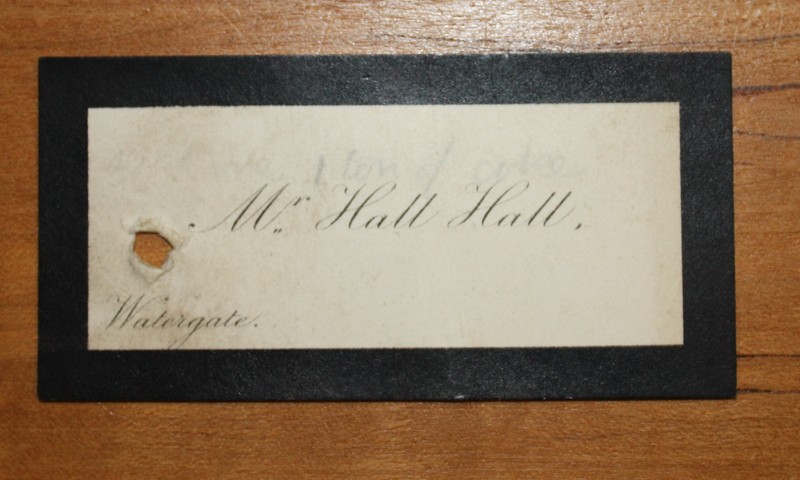 1 ton of coke
Mr. Hall Hall.
Watergate.